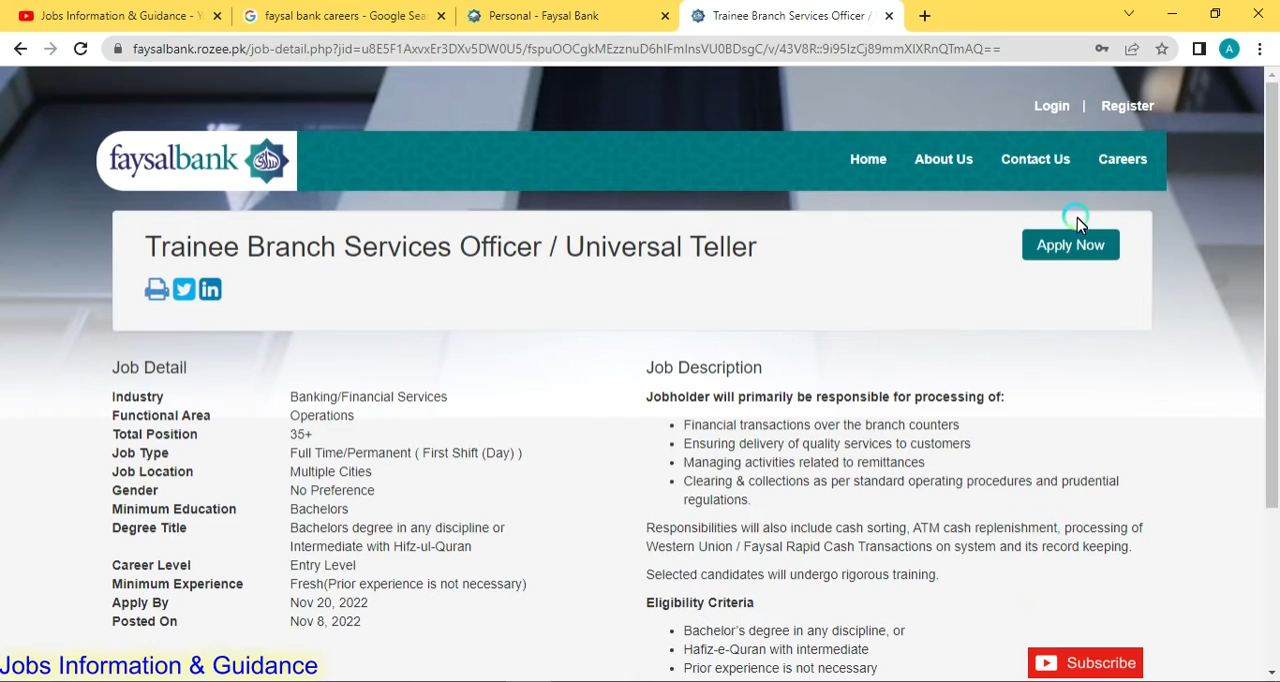 Jobs Information & Guidance - Y
faysal bank careers - Google Sea
Personal - Faysal Bank
Trainee Branch Services Officer /
faysalbank.rozee.pk/job-detail.php?jid=u8E5F1AxvxEr3DXv5DW0U5/fspuOOCgkMEzznuD6hlFmInsVU0BDsgC/v/43V8R::9i95IzCj89mmXIXRnQTmAQ==
A
Login | Register
faysalbank
Home About Us Contact Us Careers
Trainee Branch Services Officer / Universal Teller
Apply Now
Job Detail
Industry Banking/Financial Services
Functional Area Operations
Total Position 35+
Job Type Full Time/Permanent ( First Shift (Day) )
Job Location Multiple Cities
Gender No Preference
Minimum Education Bachelors
Degree Title Bachelors degree in any discipline or
Intermediate with Hifz-ul-Quran
Career Level Entry Level
Minimum Experience Fresh(Prior experience is not necessary)
Apply By Nov 20, 2022
Posted On Nov 8, 2022
Job Description
Jobholder will primarily be responsible for processing of:
• Financial transactions over the branch counters
• Ensuring delivery of quality services to customers
• Managing activities related to remittances
• Clearing & collections as per standard operating procedures and prudential
regulations.
Responsibilities will also include cash sorting, ATM cash replenishment, processing of
Western Union / Faysal Rapid Cash Transactions on system and its record keeping.
Selected candidates will undergo rigorous training.
Eligibility Criteria
• Bachelor's degree in any discipline, or
• Hafiz-e-Quran with intermediate
• Prior experience is not necessary
Jobs Information & Guidance
Subscribe